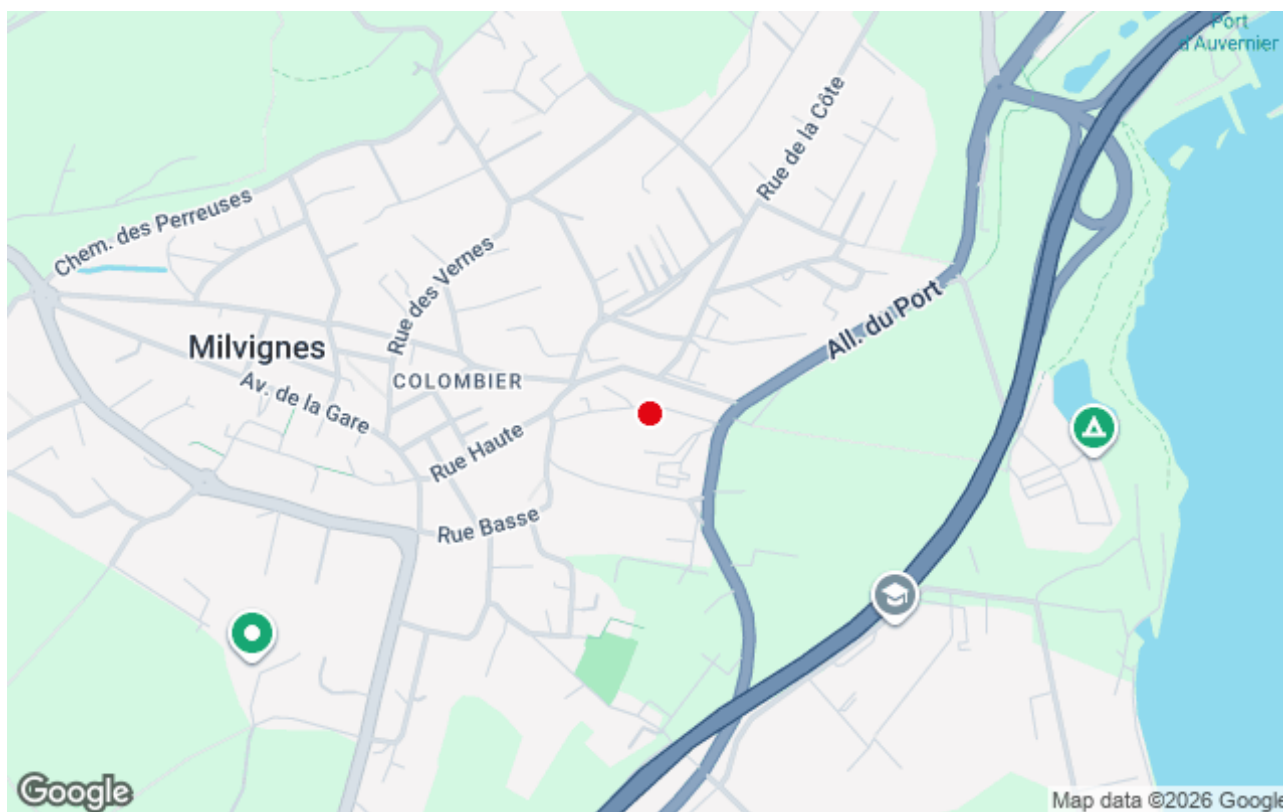 Port
d'Auvernier
Rue de la Côte
Chem. des Perreuses
Rue des Vernes
All. du Port
Milvignes
COLOMBIER
Av. de la Gare
Rue Haute
Rue Basse
Google
Map data ©2026 Google